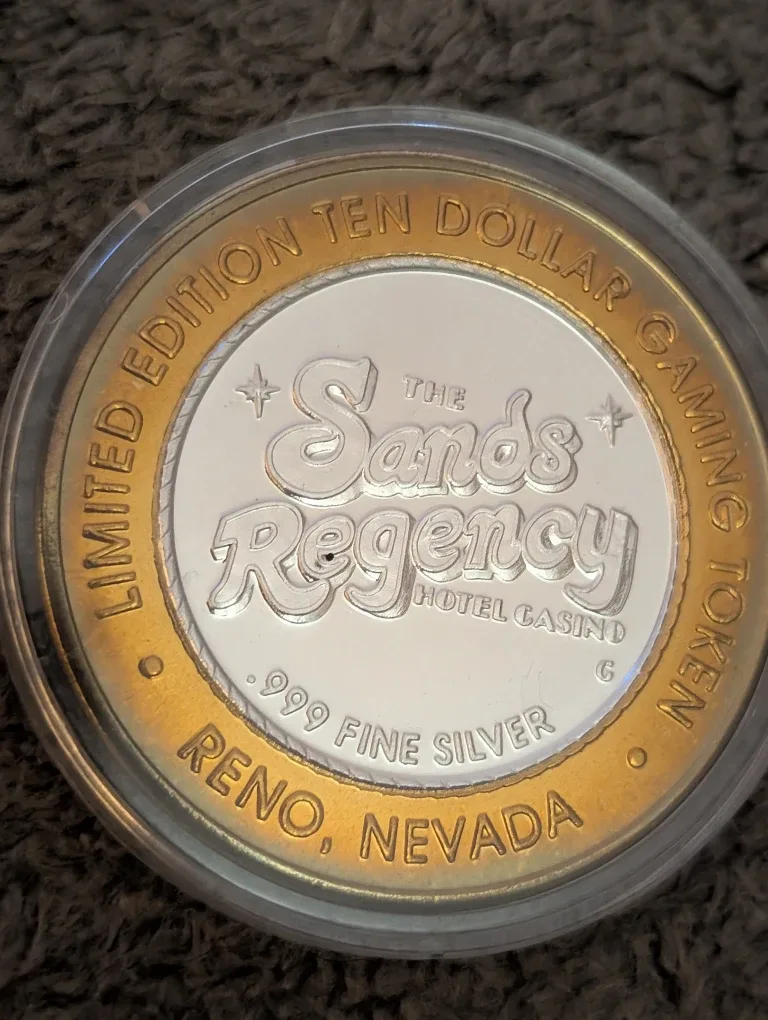 LIMITED EDITION TEN DOLLAR GAMING TOKEN
THE
Sands
Regency
HOTEL CASINO
G
.999 FINE SILVER
RENO, NEVADA